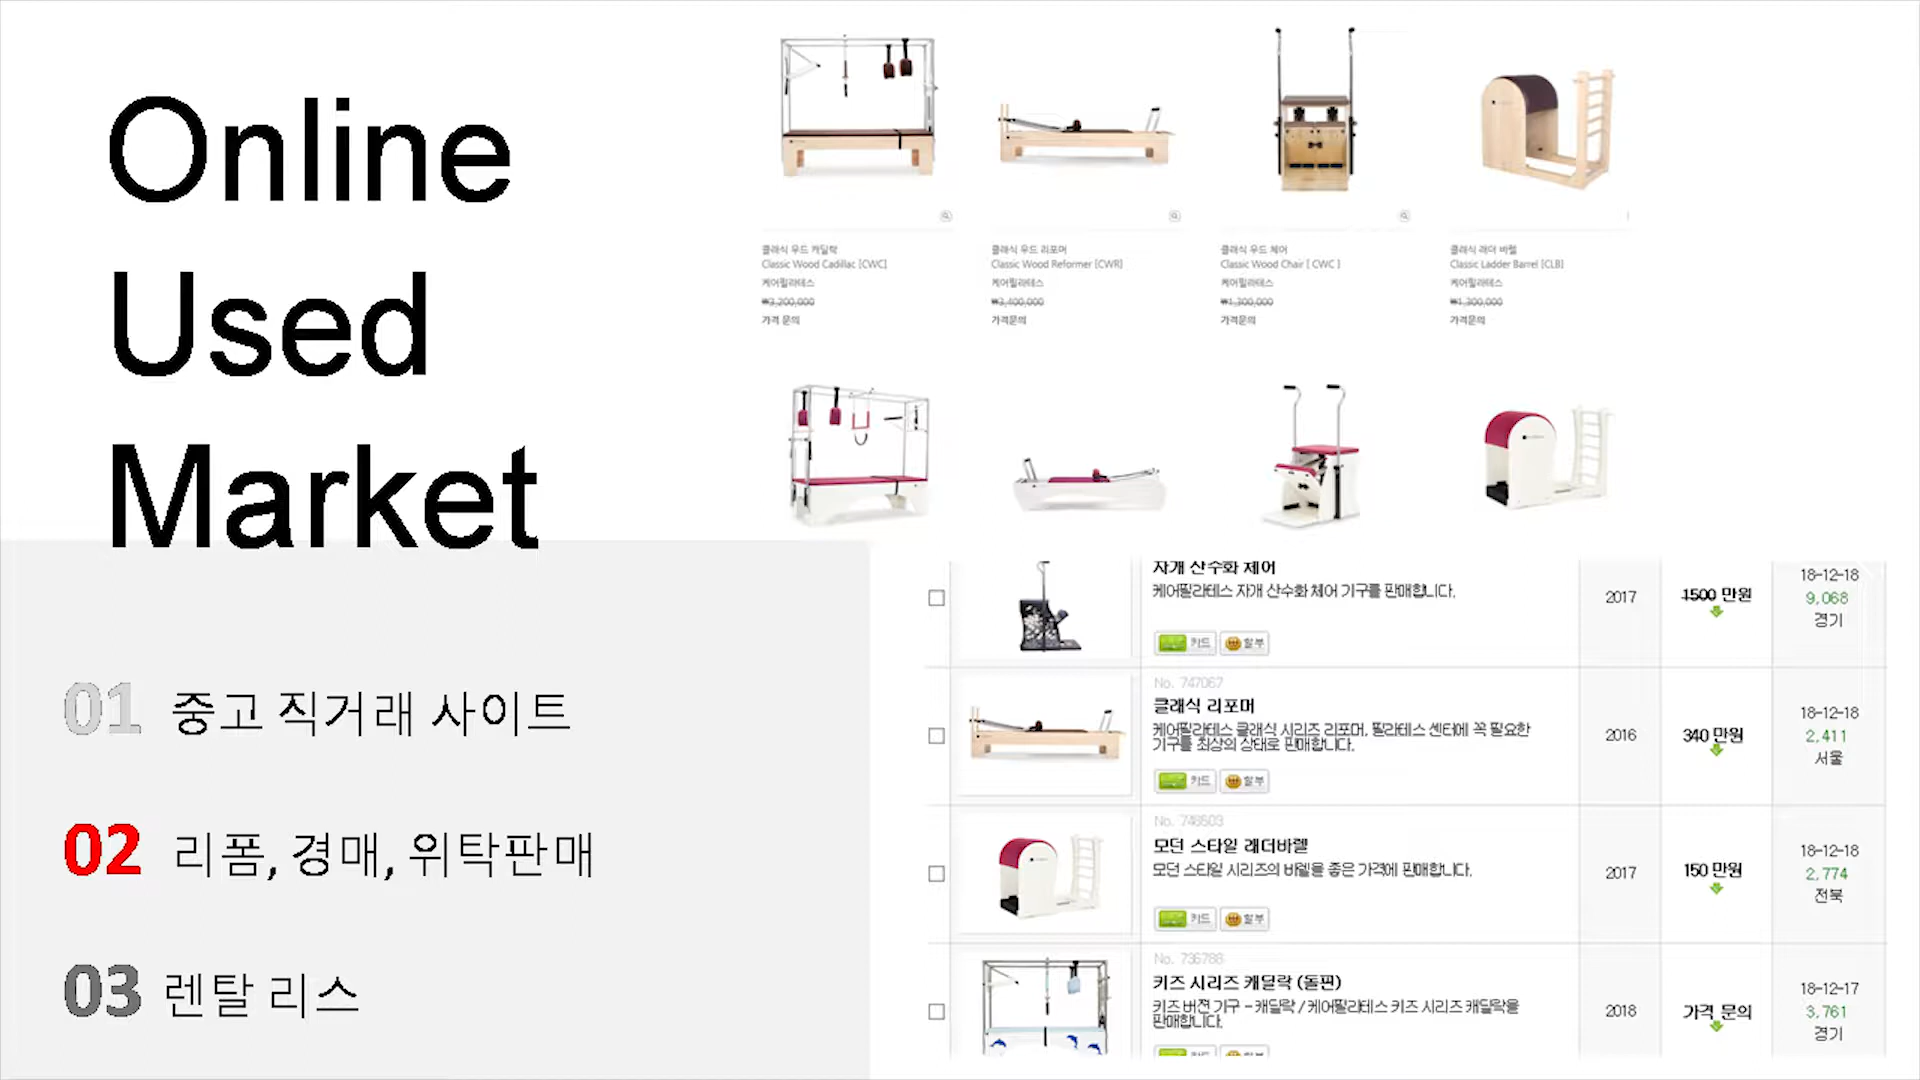 Online
Used
Market
01 중고 직거래 사이트
02 리폼, 경매, 위탁판매
03 렌탈 리스
클래식 우드 캐딜락
Classic Wood Cadillac [CWC]
케어필라테스
₩3,200,000
가격 문의
클래식 우드 리포머
Classic Wood Reformer [CWR]
케어필라테스
₩3,400,000
가격문의
클래식 우드 체어
Classic Wood Chair [ CWC ]
케어필라테스
₩1,300,000
가격문의
클래식 래더 바렐
Classic Ladder Barrel [CLB]
케어필라테스
₩1,300,000
가격문의
자개 산수화 체어
케어필라테스 자개 산수화 체어 기구를 판매합니다.
카드 할부
2017
1500 만원
18-12-18
9,068
경기
No. 747067
클래식 리포머
케어필라테스 클래식 시리즈 리포머, 필라테스 센터에 꼭 필요한
기구를 최상의 상태로 판매합니다.
카드 할부
2016
340 만원
18-12-18
2,411
서울
No. 746603
모던 스타일 래더바렐
모던 스타일 시리즈의 바렐을 좋은 가격에 판매합니다.
카드 할부
2017
150 만원
18-12-18
2,774
전북
No. 736788
키즈 시리즈 캐딜락 (돌핀)
키즈 버젼 기구 - 캐딜락 / 케어필라테스 키즈 시리즈 캐딜락을
판매합니다.
2018
가격 문의
18-12-17
3,761
경기